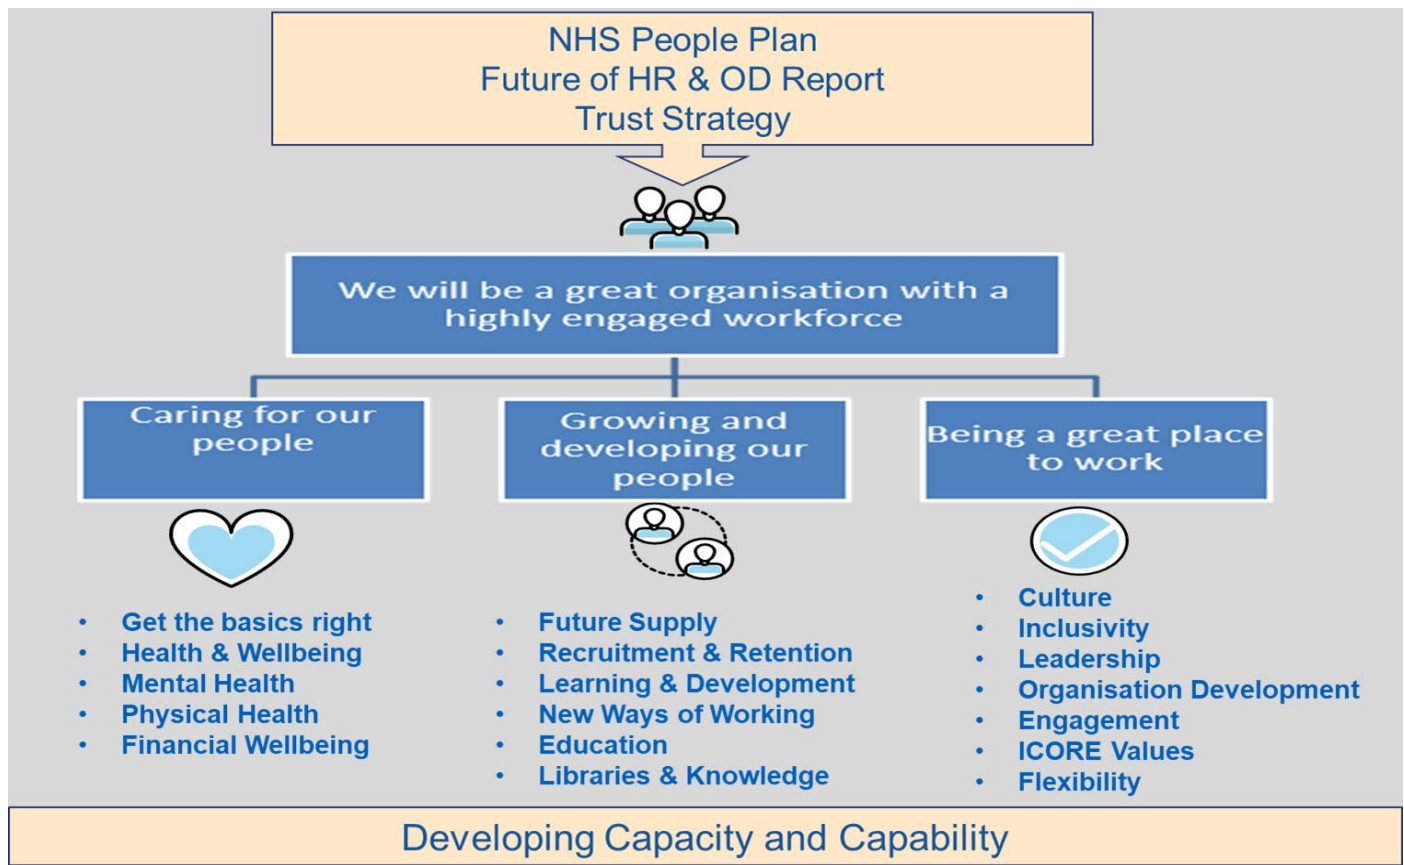 NHS People Plan
Future of HR & OD Report
Trust Strategy
We will be a great organisation with a
highly engaged workforce
Caring for our
people
Growing and
developing our
people
Being a great place
to work
• Get the basics right
• Health & Wellbeing
• Mental Health
• Physical Health
• Financial Wellbeing
• Future Supply
• Recruitment & Retention
• Learning & Development
• New Ways of Working
• Education
• Libraries & Knowledge
• Culture
• Inclusivity
• Leadership
• Organisation Development
• Engagement
• ICORE Values
• Flexibility
Developing Capacity and Capability